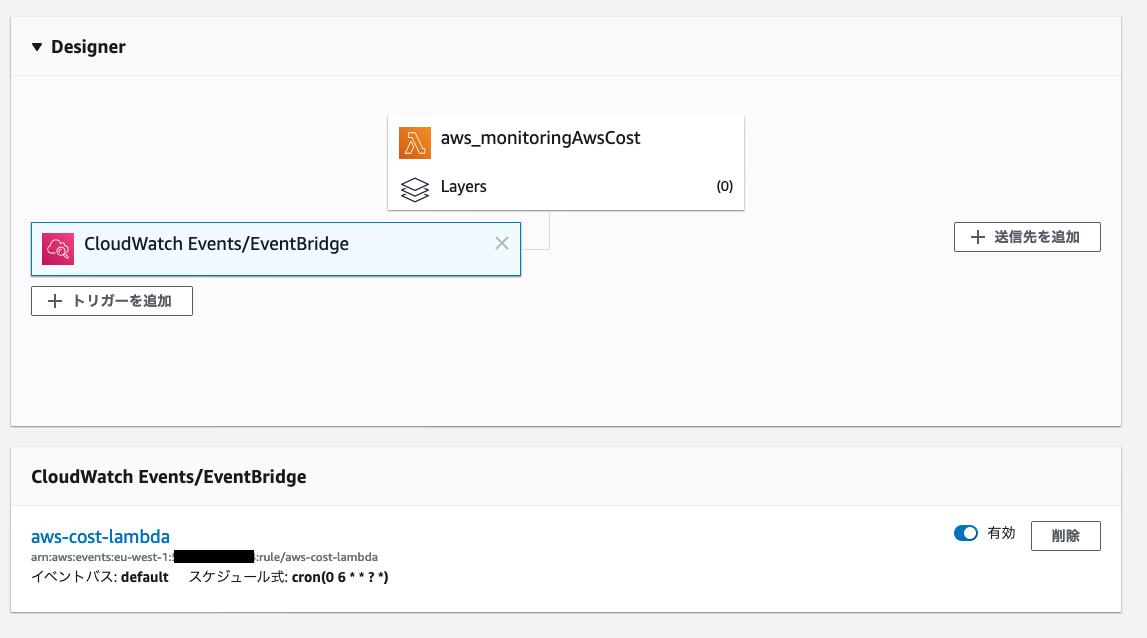 Designer
aws_monitoringAwsCost
Layers (0)
CloudWatch Events/EventBridge
送信先を追加
トリガーを追加
CloudWatch Events/EventBridge
aws-cost-lambda
有効
削除
arn:aws:events:eu-west-1: :rule/aws-cost-lambda
イベントバス: default スケジュール式: cron(0 6 * * ? *)